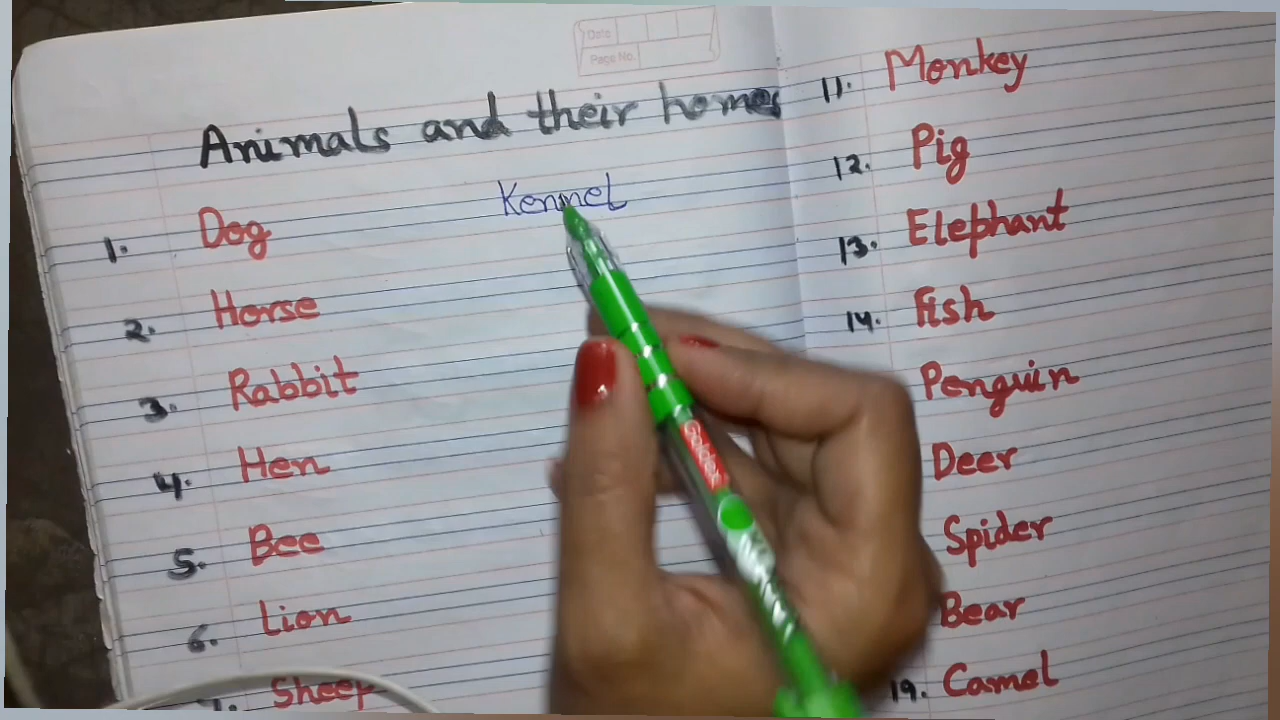 Date
Page No.
Animals and their homes
1. Dog Kennel
2. Horse
3. Rabbit
4. Hen
5. Bee
6. Lion
7. Sheep
11. Monkey
12. Pig
13. Elephant
14. Fish
Penguin
Deer
Spider
Bear
19. Camel